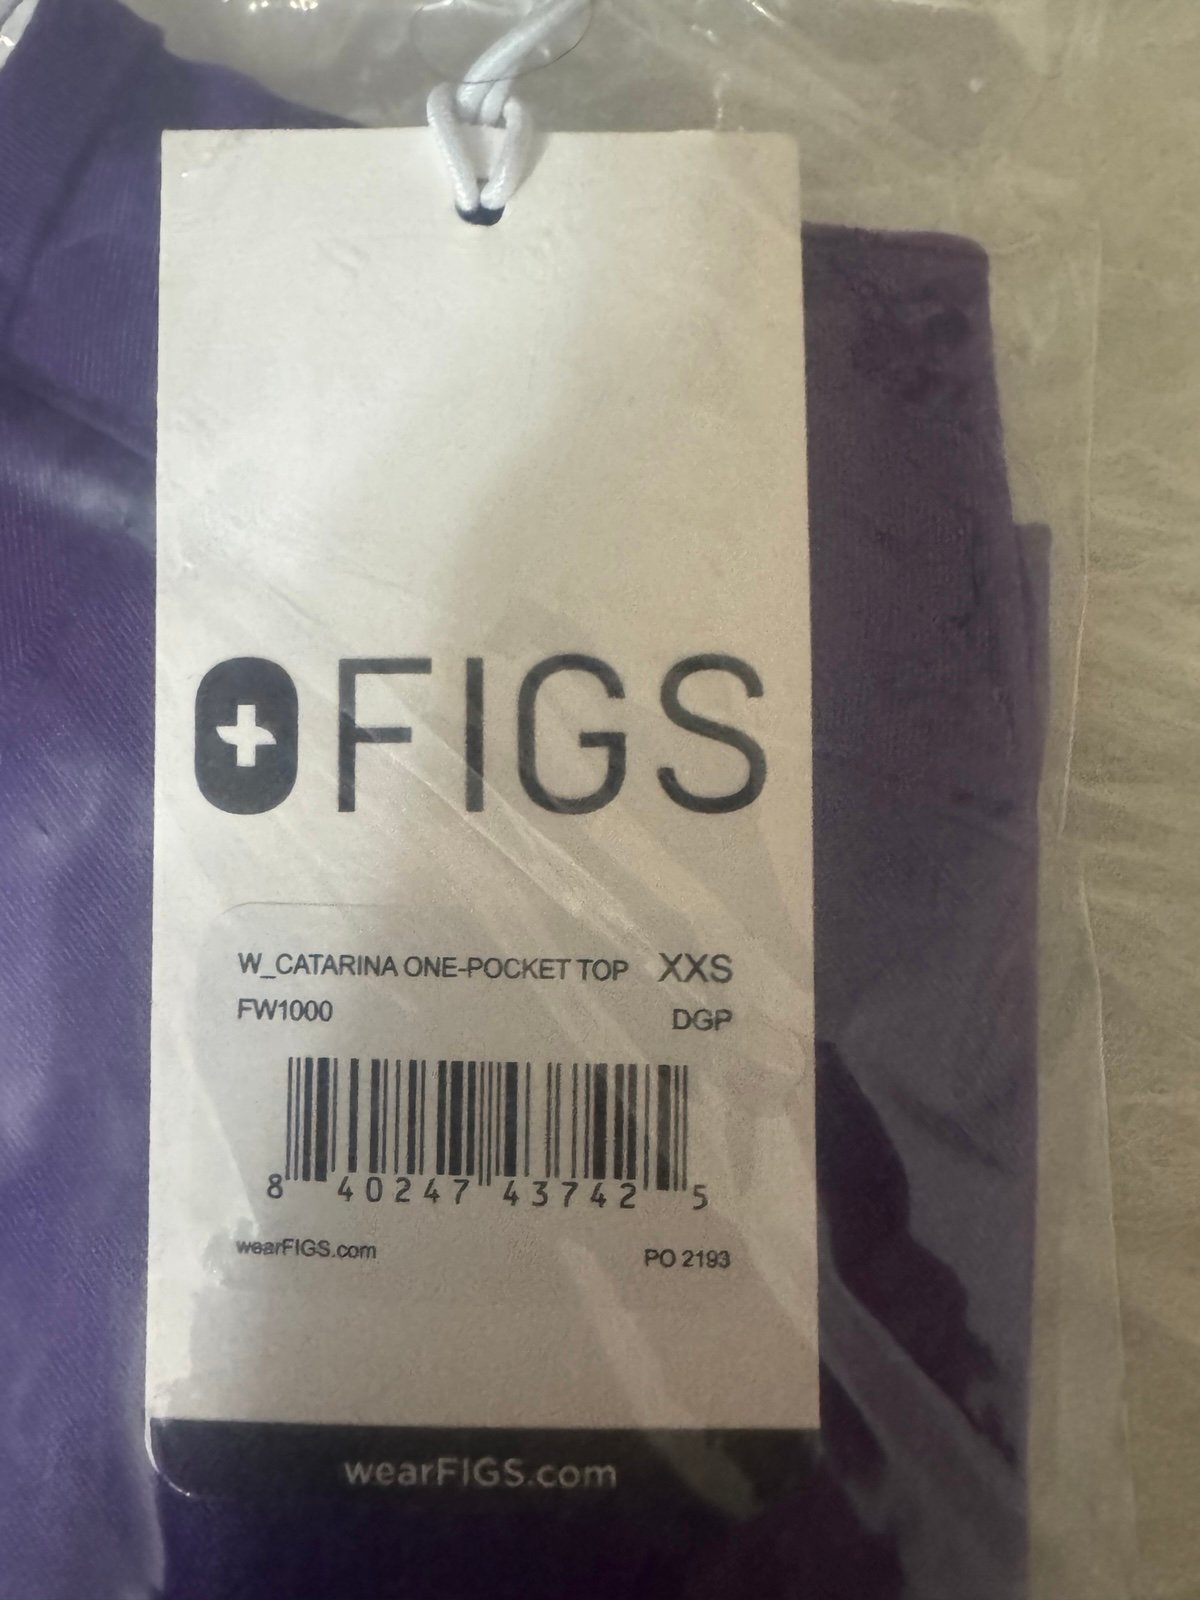 FIGS
W_CATARINA ONE-POCKET TOP XXS
FW1000 DGP
8 40247 43742 5
wearFIGS.com PO 2193
wearFIGS.com